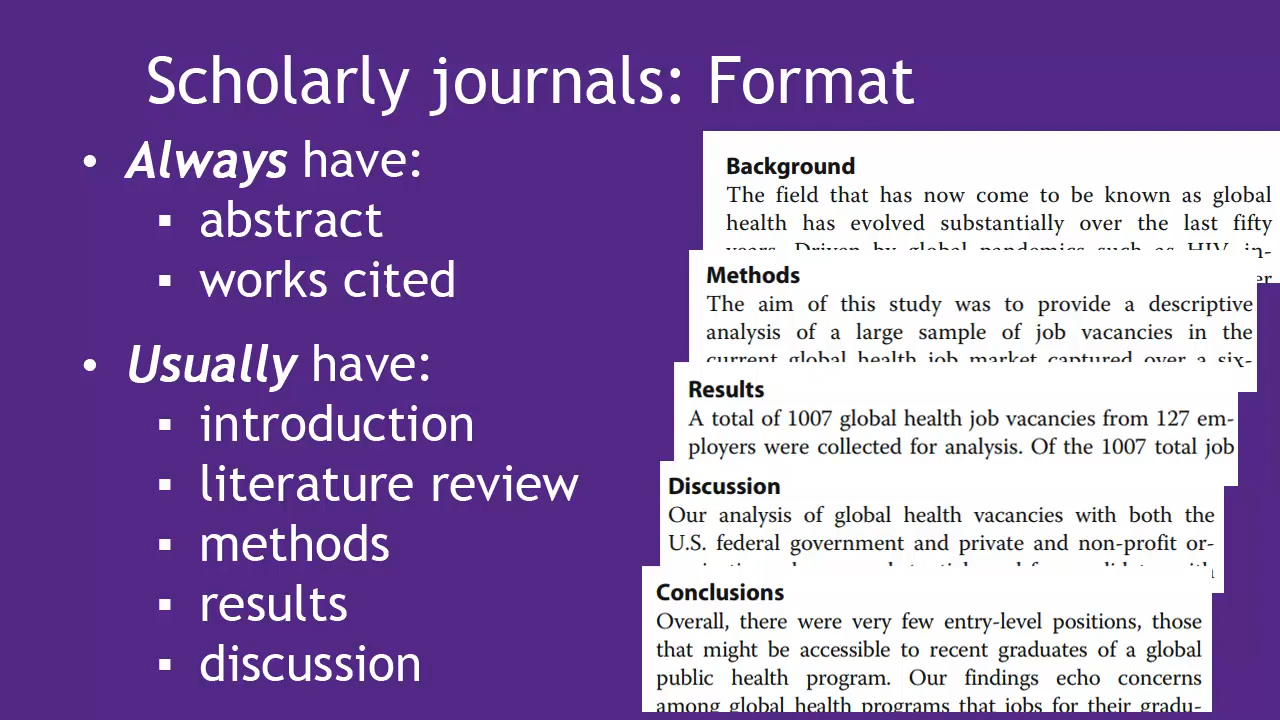 Scholarly journals: Format
• Always have:
▪ abstract
▪ works cited
• Usually have:
▪ introduction
▪ literature review
▪ methods
▪ results
▪ discussion
Background
The field that has now come to be known as global
health has evolved substantially over the last fifty
years. Driven by global pandemics such as HIV, in-
er
Methods
The aim of this study was to provide a descriptive
analysis of a large sample of job vacancies in the
current global health job market captured over a six-
Results
A total of 1007 global health job vacancies from 127 em-
ployers were collected for analysis. Of the 1007 total job
Discussion
Our analysis of global health vacancies with both the
U.S. federal government and private and non-profit or-
Conclusions
Overall, there were very few entry-level positions, those
that might be accessible to recent graduates of a global
public health program. Our findings echo concerns
among global health programs that jobs for their gradu-